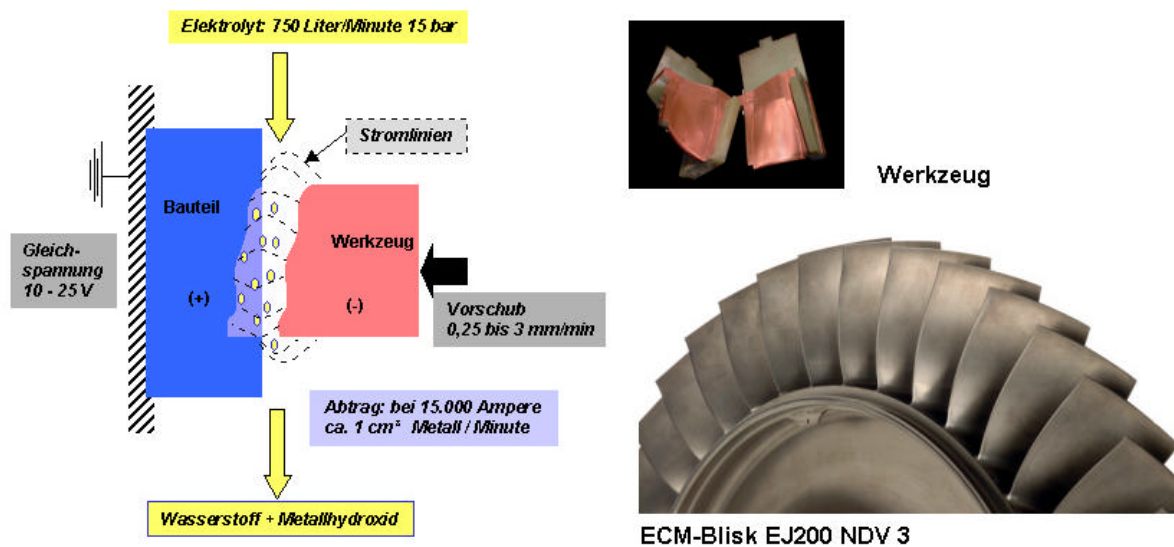 Elektrolyt: 750 Liter/Minute 15 bar
Stromlinien
Bauteil
Werkzeug
Gleich-
spannung
10 - 25 V
(+)
(-)
Vorschub
0,25 bis 3 mm/min
Abtrag: bei 15.000 Ampere
ca. 1 cm³ Metall / Minute
Wasserstoff + Metallhydroxid
Werkzeug
ECM-Blisk EJ200 NDV 3